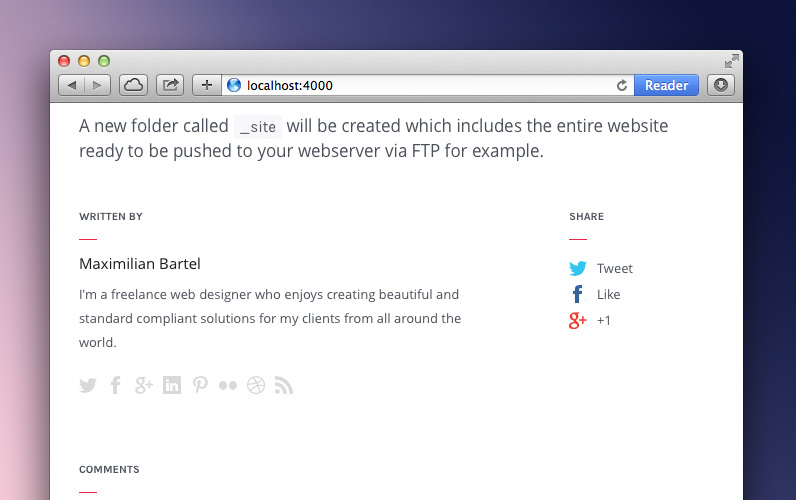 localhost:4000
Reader
A new folder called _site will be created which includes the entire website
ready to be pushed to your webserver via FTP for example.
WRITTEN BY
Maximilian Bartel
I'm a freelance web designer who enjoys creating beautiful and
standard compliant solutions for my clients from all around the
world.
SHARE
Tweet
Like
+1
COMMENTS